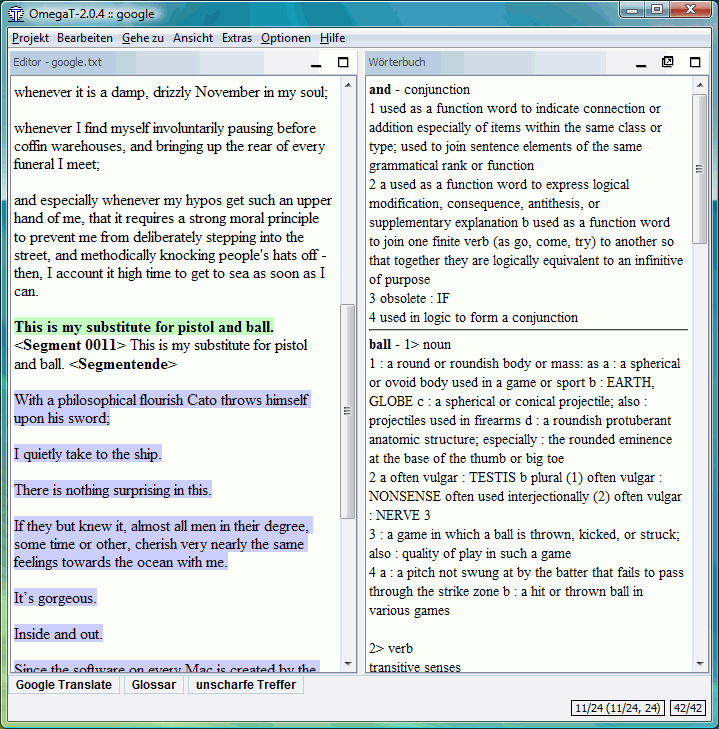 OmegaT-2.0.4 :: google
Projekt Bearbeiten Gehe zu Ansicht Extras Optionen Hilfe
Editor - google.txt
whenever it is a damp, drizzly November in my soul;
whenever I find myself involuntarily pausing before
coffin warehouses, and bringing up the rear of every
funeral I meet;
and especially whenever my hypos get such an upper
hand of me, that it requires a strong moral principle
to prevent me from deliberately stepping into the
street, and methodically knocking people's hats off -
then, I account it high time to get to sea as soon as I
can.
This is my substitute for pistol and ball.
<Segment 0011> This is my substitute for pistol
and ball. <Segmentende>
With a philosophical flourish Cato throws himself
upon his sword;
I quietly take to the ship.
There is nothing surprising in this.
If they but knew it, almost all men in their degree,
some time or other, cherish very nearly the same
feelings towards the ocean with me.
It's gorgeous.
Inside and out.
Since the software on every Mac is created by the
Wörterbuch
and - conjunction
1 used as a function word to indicate connection or
addition especially of items within the same class or
type; used to join sentence elements of the same
grammatical rank or function
2 a used as a function word to express logical
modification, consequence, antithesis, or
supplementary explanation b used as a function word
to join one finite verb (as go, come, try) to another so
that together they are logically equivalent to an infinitive
of purpose
3 obsolete : IF
4 used in logic to form a conjunction
ball - 1> noun
1 : a round or roundish body or mass: as a : a spherical
or ovoid body used in a game or sport b : EARTH,
GLOBE c : a spherical or conical projectile; also :
projectiles used in firearms d : a roundish protuberant
anatomic structure; especially : the rounded eminence
at the base of the thumb or big toe
2 a often vulgar : TESTIS b plural (1) often vulgar :
NONSENSE often used interjectionally (2) often vulgar
: NERVE 3
3 : a game in which a ball is thrown, kicked, or struck;
also : quality of play in such a game
4 a : a pitch not swung at by the batter that fails to pass
through the strike zone b : a hit or thrown ball in
various games
2> verb
transitive senses
Google Translate Glossar unscharfe Treffer
11/24 (11/24, 24) 42/42